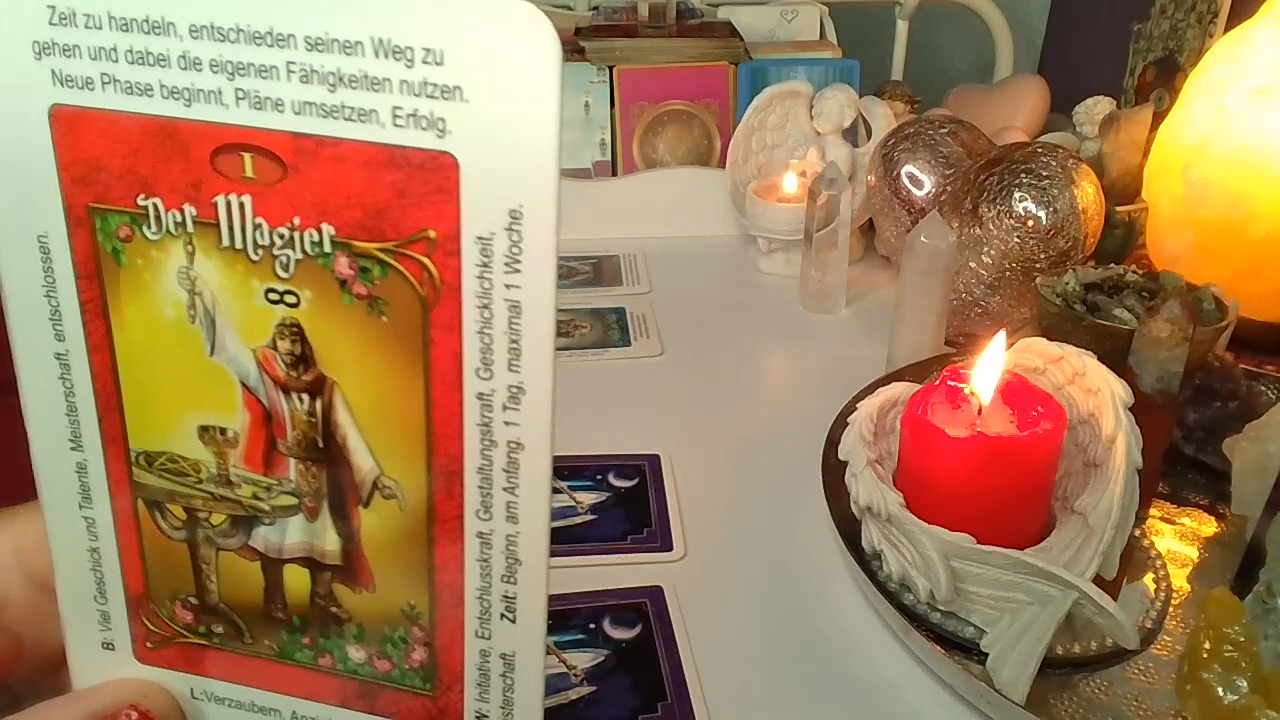 Zeit zu handeln, entschieden seinen Weg zu
gehen und dabei die eigenen Fähigkeiten nutzen.
Neue Phase beginnt, Pläne umsetzen, Erfolg.
I
Der Magier
B: Viel Geschick und Talente, Meisterschaft, entschlossen.
W: Initiative, Entschlusskraft, Gestaltungskraft, Geschicklichkeit,
Zeit: Beginn, am Anfang. 1 Tag, maximal 1 Woche.
L:Verzaubern,